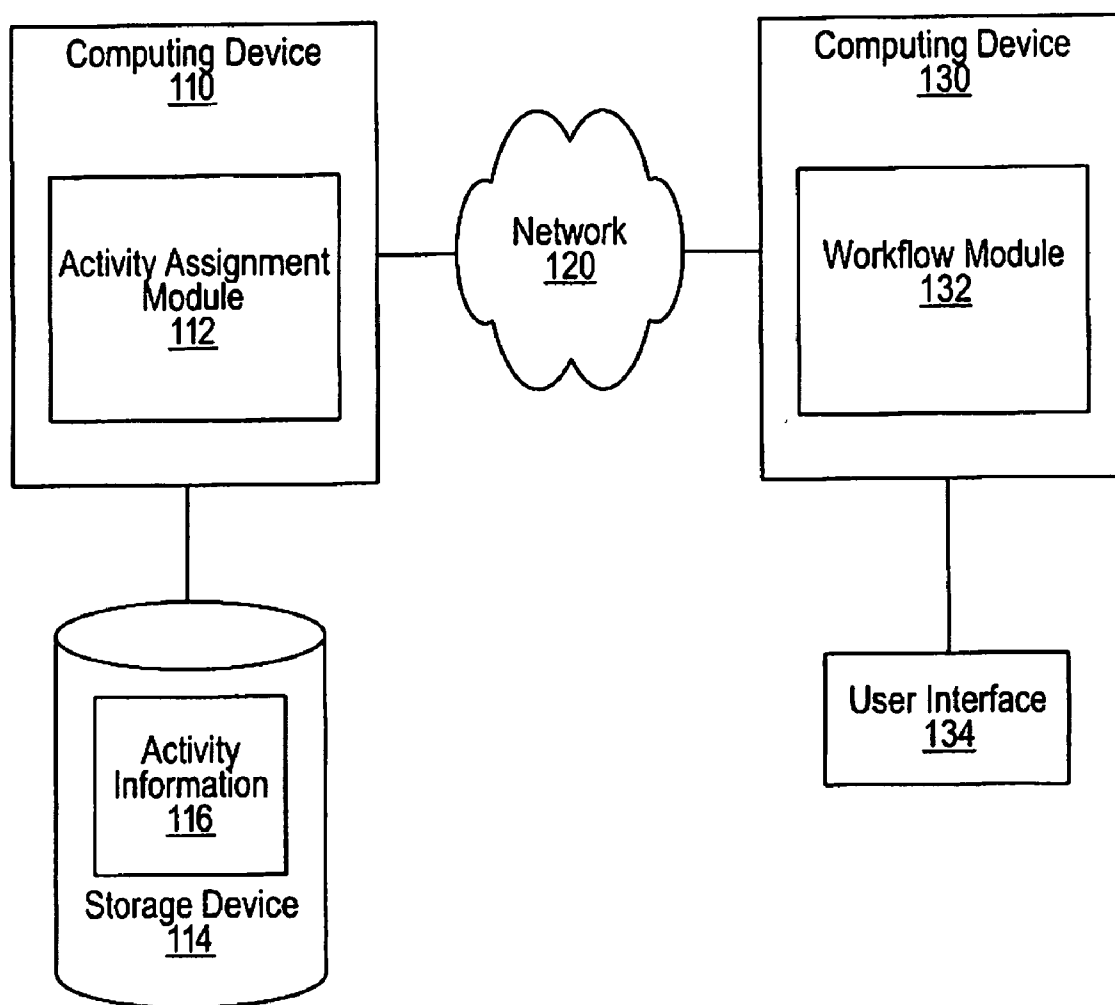 Computing Device
110
Activity Assignment
Module
112
Network
120
Computing Device
130
Workflow Module
132
Activity
Information
116
Storage Device
114
User Interface
134